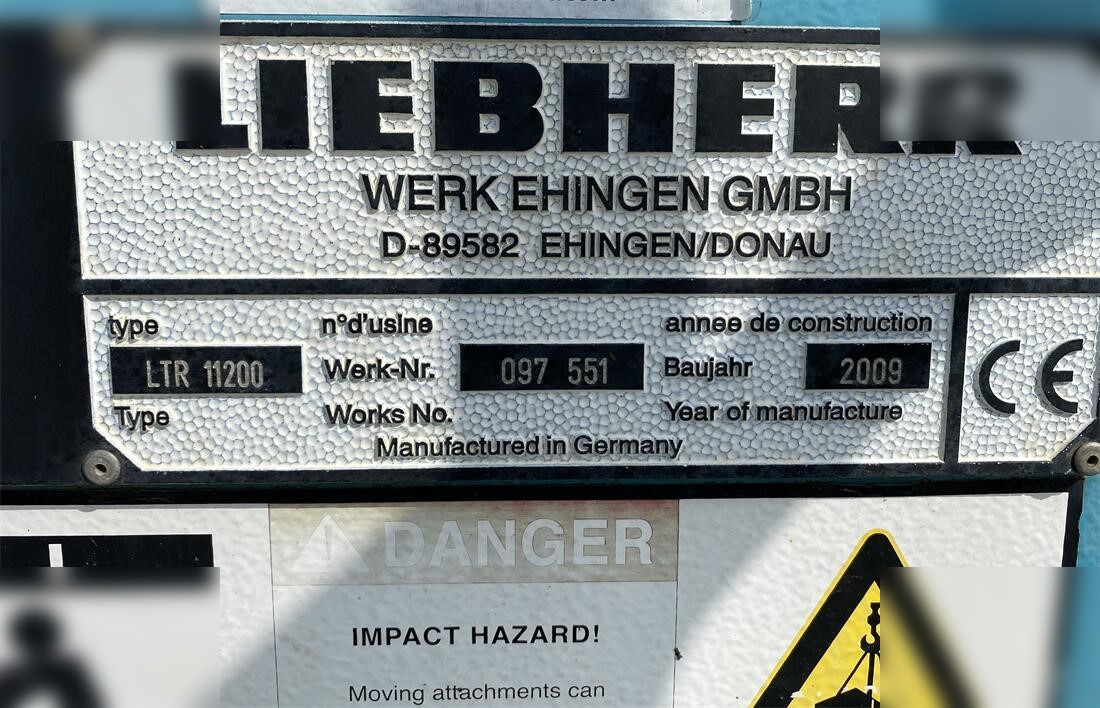 LIEBHERR
WERK EHINGEN GMBH
D-89582 EHINGEN/DONAU
type n°d'usine annee de construction
LTR 11200 Werk-Nr. 097 551 Baujahr 2009
Type Works No. Year of manufacture
Manufactured in Germany
CE
DANGER
IMPACT HAZARD!
Moving attachments can